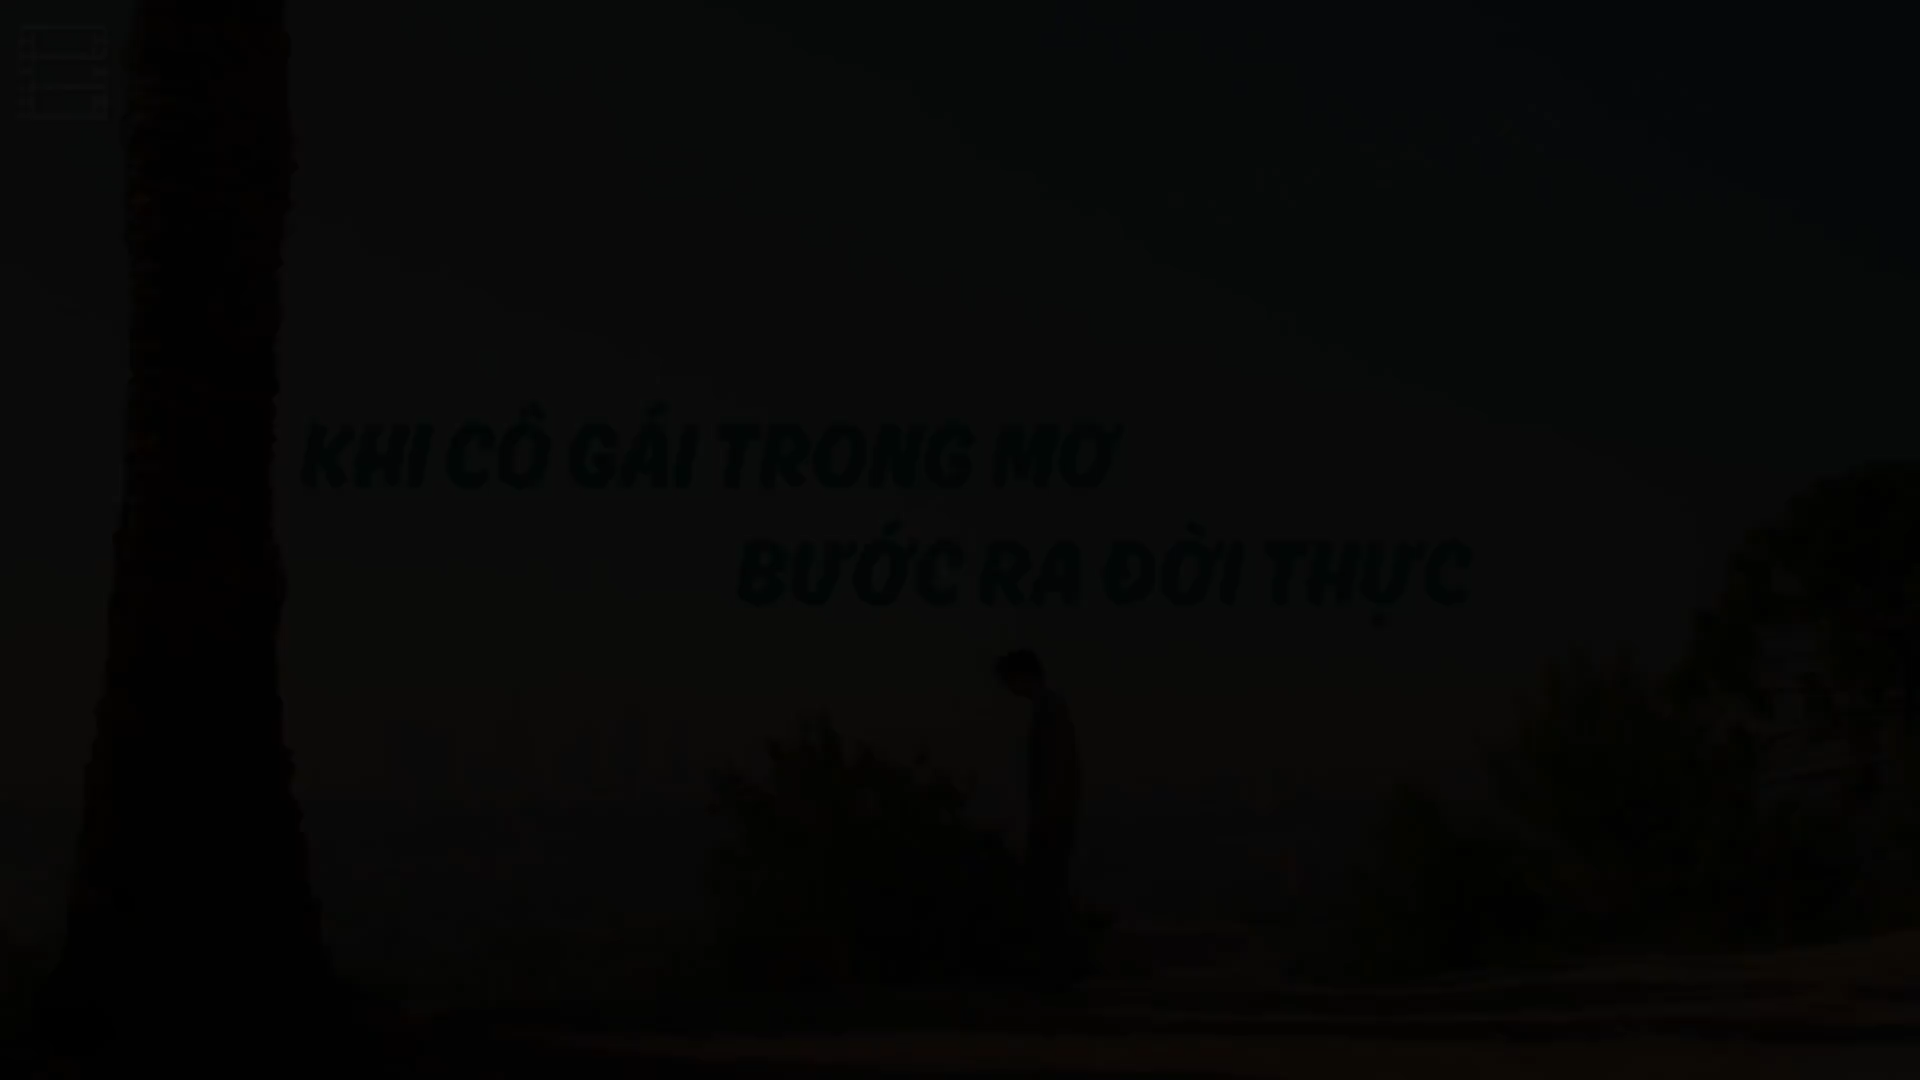 KHI CÔ GÁI TRONG MƠ
BƯỚC RA ĐỜI THỰC